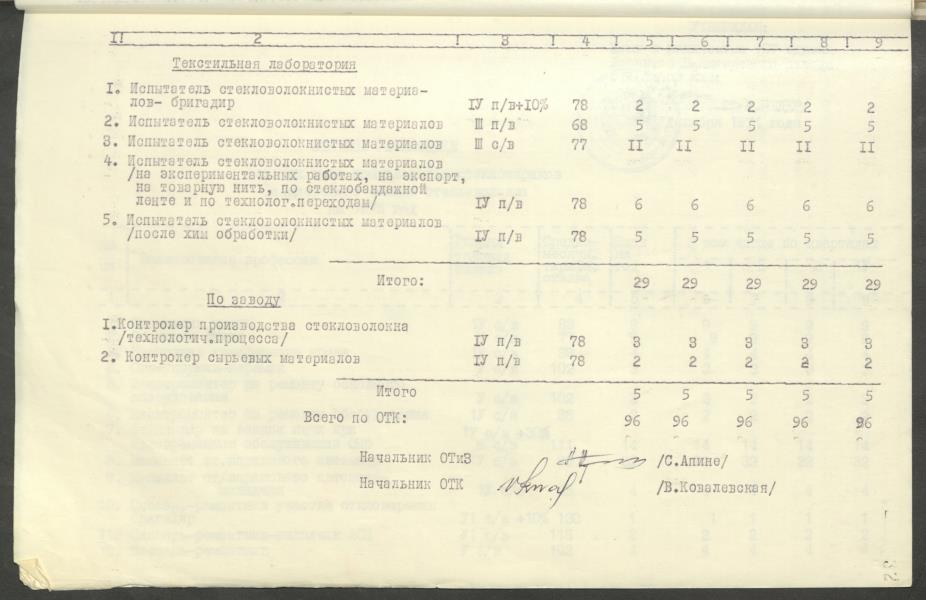 I! 2 ! 3 ! 4 ! 5 ! 6 ! 7 ! 8 ! 9
Текстильная лаборатория
I. Испытатель стекловолокнистых материа-
лов- бригадир IУ п/в+10% 78 2 2 2 2 2
2. Испытатель стекловолокнистых материалов Ш п/в 68 5 5 5 5 5
3. Испытатель стекловолокнистых материалов Ш с/в 77 II II II II II
4. Испытатель стекловолокнистых материалов
/на экспериментальных работах, на экспорт,
на товарную нить, по стеклобандажной
ленте и по технолог.переходам/ IУ п/в 78 6 6 6 6 6
5. Испытатель стекловолокнистых материалов
/после хим обработки/ IУ п/в 78 5 5 5 5 5
Итого: 29 29 29 29 29
По заводу
I.Контролер производства стекловолокна
/технологич.процесса/ IУ п/в 78 3 3 3 3 3
2. Контролер сырьевых материалов IУ п/в 78 2 2 2 2 2
Итого 5 5 5 5 5
Всего по ОТК: 96 96 96 96 96
Начальник ОТиЗ /С.Апине/
Начальник ОТК /В.Ковалевская/